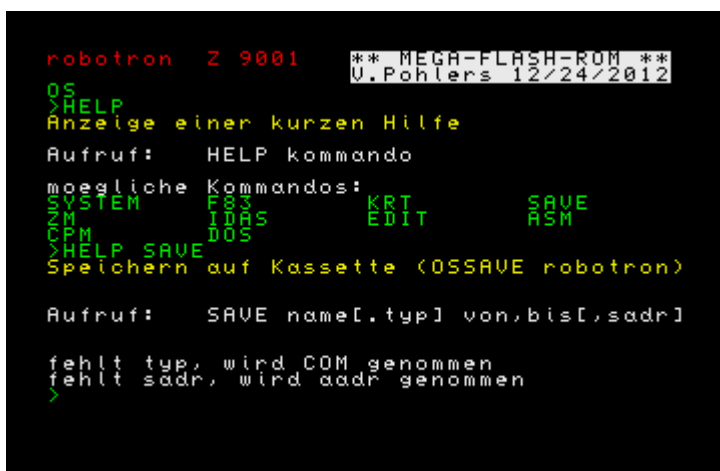 robotron Z 9001 ** MEGA-FLASH-ROM **
V.Pohlers 12/24/2012
OS
>HELP
Anzeige einer kurzen Hilfe
Aufruf: HELP kommando
moegliche Kommandos:
SYSTEM F83 KRT SAVE
ZM IDAS EDIT ASM
CPM DOS
>HELP SAVE
Speichern auf Kassette (OSSAVE robotron)
Aufruf: SAVE name[.typ] von,bis[,sadr]
fehlt typ, wird COM genommen
fehlt sadr, wird aadr genommen
>